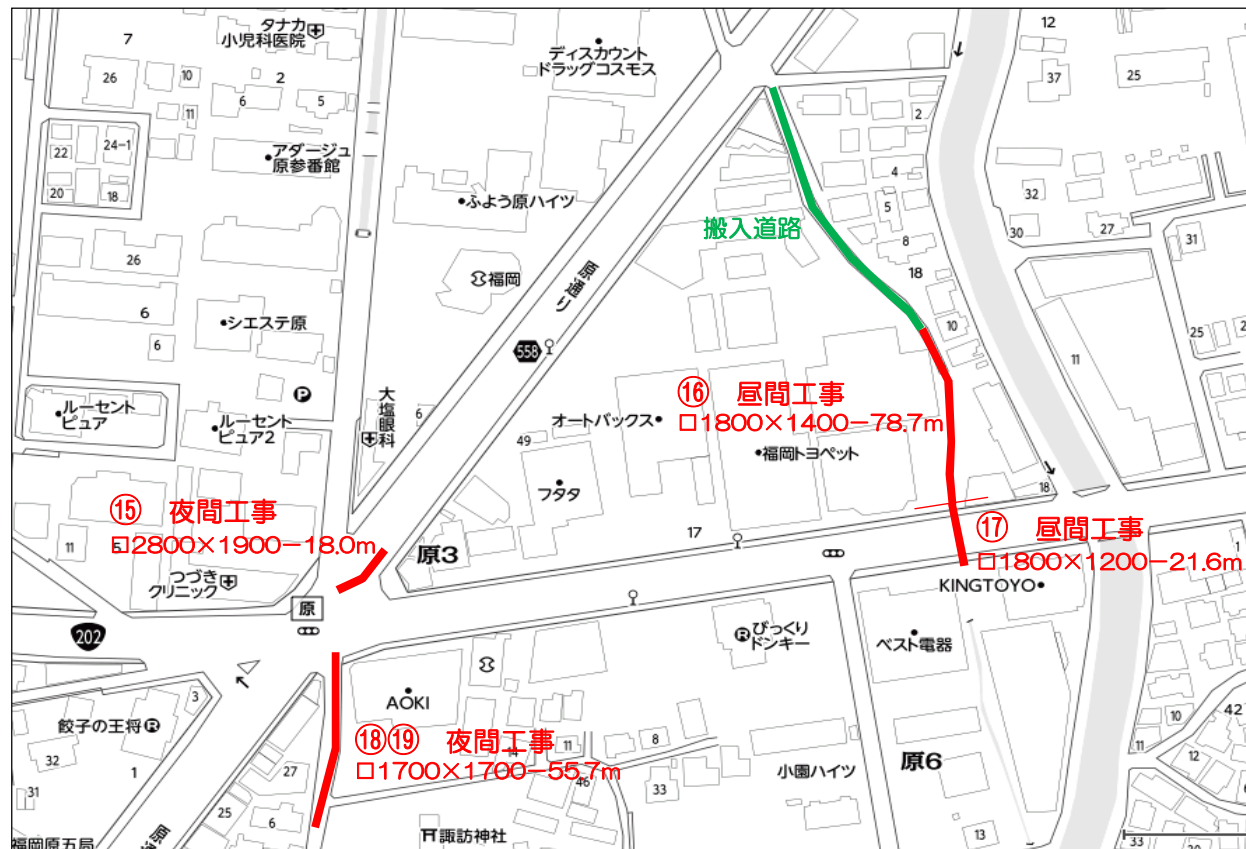 タナカ
小児科医院
7
26
10
2
6
5
11
22
24-1
20
18
アダージュ
原参番館
ディスカウント
ドラッグコスモス
ふよう原ハイツ
福岡
原通り
558
搬入道路
12
37
25
2
4
5
8
18
10
32
30
27
31
25
2
11
26
6
6
シエステ原
P
ルーセント
ピュア
ルーセント
ピュア2
大塩眼科
6
⑮ 夜間工事
□2800×1900−18.0m
11
5
つづき
クリニック
原
202
⑯ 昼間工事
□1800×1400−78.7m
オートバックス
福岡トヨペット
49
フタタ
17
原3
18
⑰ 昼間工事
□1800×1200−21.6m
KINGTOYO
1
ベスト電器
びっくり
ドンキー
R
AOKI
⑱⑲ 夜間工事
□1700×1700−55.7m
14
11
8
46
33
小園ハイツ
原6
13
諏訪神社
3
餃子の王将
R
32
1
31
27
25
6
福岡原五局
10
11
42
12
33
30